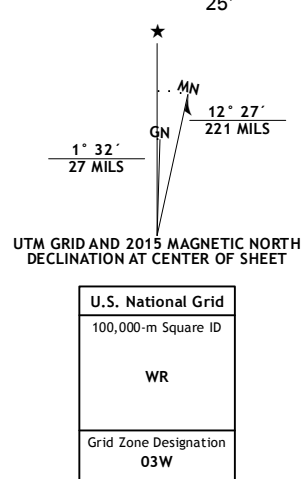 25'
MN
GN
12° 27´
221 MILS
1° 32´
27 MILS
UTM GRID AND 2015 MAGNETIC NORTH
DECLINATION AT CENTER OF SHEET
U.S. National Grid
100,000-m Square ID
WR
Grid Zone Designation
03W